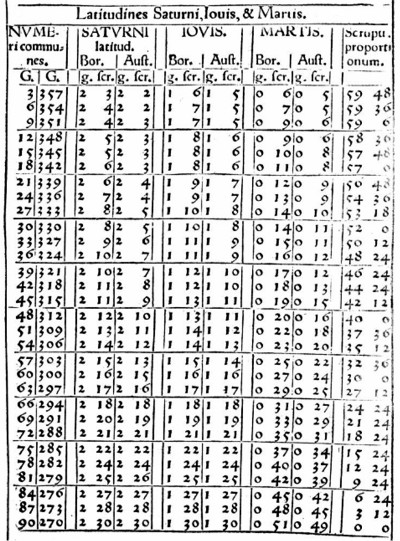 Latitudines Saturni, Iouis, & Martis.
NVME- SATVRNI IOVIS. MARTIS. Scrupu.
ri commu- latitud. proporti
nes. Bor. Aust. Bor. Aust. Bor. Aust. onum.
G. G. g. scr. g. scr. g. scr. g. scr. g. scr. g. scr.
3 357 2 3 2 2 1 6 1 5 0 6 0 5 59 48
6 354 2 4 2 2 1 7 1 5 0 7 0 5 59 36
9 351 2 4 2 3 1 7 1 5 0 9 0 6 59 6
12 348 2 5 2 3 1 8 1 6 0 9 0 6 58 36
15 345 2 5 2 3 1 8 1 6 0 10 0 8 57 48
18 342 2 6 2 3 1 8 1 6 0 11 0 8 57 0
21 339 2 6 2 4 1 9 1 7 0 12 0 9 56 48
24 336 2 7 2 4 1 9 1 7 0 13 0 9 54 36
27 333 2 8 2 5 1 10 1 8 0 14 0 10 53 18
30 330 2 8 2 5 1 10 1 8 0 14 0 11 52 0
33 327 2 9 2 6 1 11 1 9 0 15 0 11 50 12
36 324 2 10 2 7 1 11 1 9 0 16 0 12 48 24
39 321 2 10 2 7 1 12 1 10 0 17 0 12 46 24
42 318 2 11 2 8 1 12 1 10 0 18 0 13 44 24
45 315 2 11 2 9 1 13 1 11 0 19 0 15 42 12
48 312 2 12 2 10 1 13 1 11 0 20 0 16 40 0
51 309 2 13 2 11 1 14 1 12 0 22 0 18 37 36
54 306 2 14 2 12 1 14 1 13 0 23 0 20 35 12
57 303 2 15 2 13 1 15 1 14 0 25 0 22 32 36
60 300 2 16 2 15 1 16 1 16 0 27 0 24 30 0
63 297 2 17 2 16 1 17 1 17 0 29 0 25 27 12
66 294 2 18 2 18 1 18 1 18 0 31 0 27 24 24
69 291 2 20 2 19 1 19 1 19 0 33 0 29 21 24
72 288 2 21 2 21 1 21 1 21 0 35 0 31 18 24
75 285 2 22 2 22 1 22 1 22 0 37 0 34 15 24
78 282 2 24 2 24 1 24 1 24 0 40 0 37 12 24
81 279 2 25 2 26 1 25 1 25 0 42 0 39 9 24
84 276 2 27 2 27 1 27 1 27 0 45 0 42 6 24
87 273 2 28 2 28 1 28 1 28 0 48 0 45 3 12
90 270 2 30 2 30 1 30 1 30 0 51 0 49 0 0